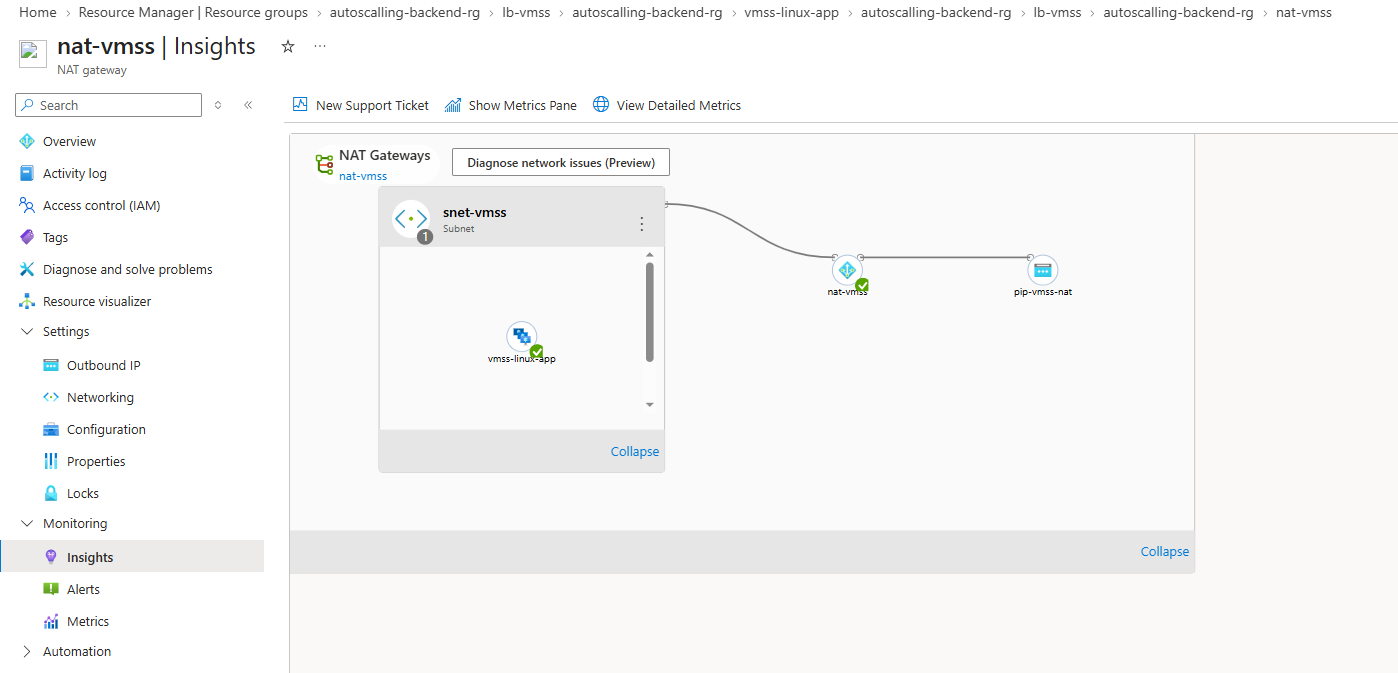 Home > Resource Manager | Resource groups > autoscalling-backend-rg > lb-vmss > autoscalling-backend-rg > vmss-linux-app > autoscalling-backend-rg > lb-vmss > autoscalling-backend-rg > nat-vmss
nat-vmss | Insights
NAT gateway
Search
New Support Ticket
Show Metrics Pane
View Detailed Metrics
Overview
Activity log
Access control (IAM)
Tags
Diagnose and solve problems
Resource visualizer
Settings
Outbound IP
Networking
Configuration
Properties
Locks
Monitoring
Insights
Alerts
Metrics
Automation
NAT Gateways
nat-vmss
Diagnose network issues (Preview)
snet-vmss
Subnet
1
vmss-linux-app
Collapse
nat-vmss
pip-vmss-nat
Collapse